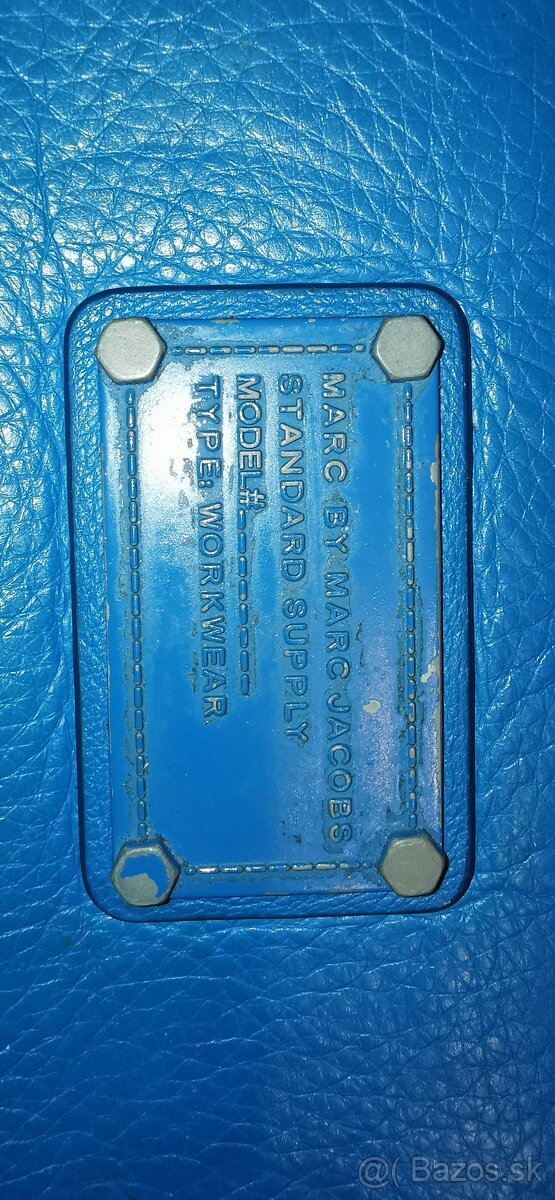 MARC BY MARC JACOBS
STANDARD SUPPLY
MODEL#
TYPE: WORKWEAR
@( Bazos.sk